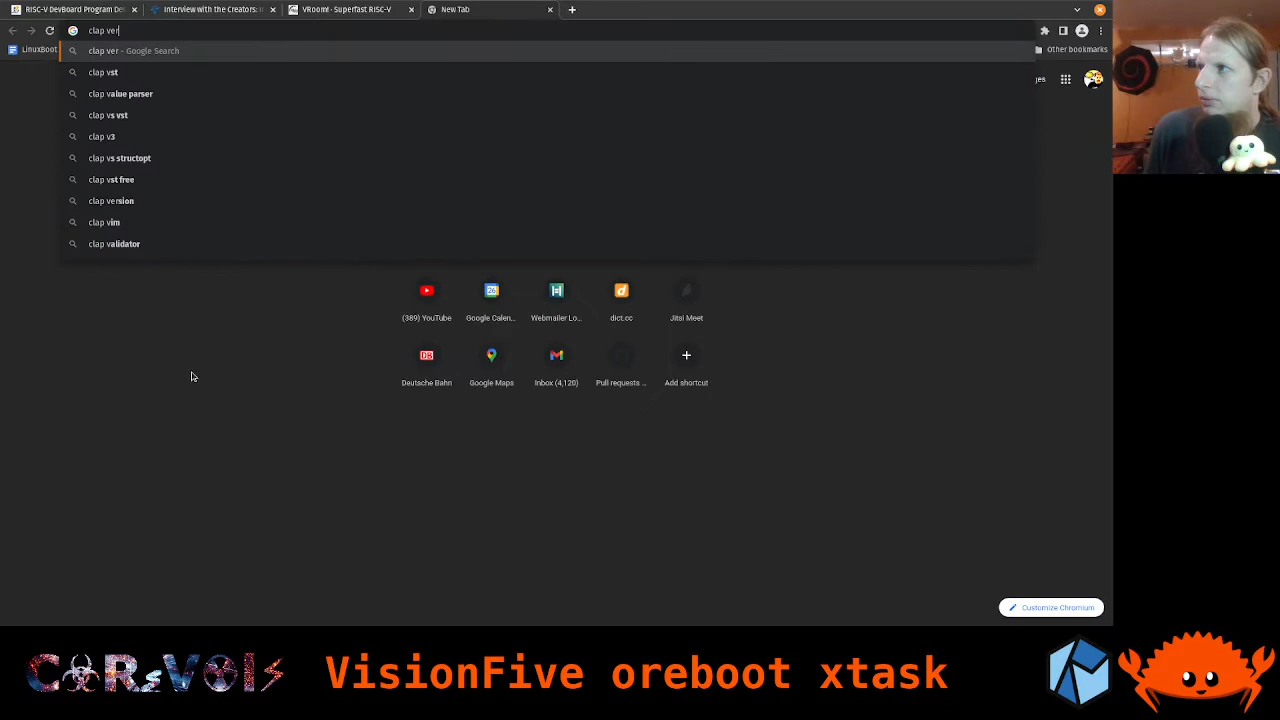 RISC-V DevBoard Program De
Interview with the Creators:
VRoom! - Superfast RISC-V
New Tab
clap ver
LinuxBoot
clap ver - Google Search
Other bookmarks
clap vst
ges
clap value parser
clap vs vst
clap v3
clap vs structopt
clap vst free
clap version
clap vim
clap validator
26
(389) YouTube
Google Calen...
Webmailer Lo...
dict.cc
Jitsi Meet
DB
Deutsche Bahn
Google Maps
Inbox (4,120)
Pull requests ...
Add shortcut
Customize Chromium
VisionFive oreboot xtask